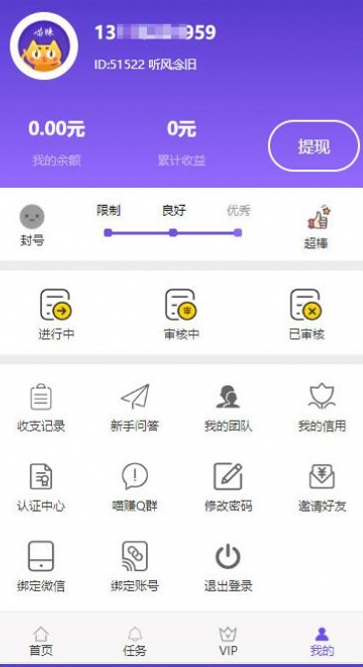 喵赚
13 959
ID:51522 听风念旧
0.00元 0元 提现
我的余额 累计收益
限制 良好 优秀
封号 超棒
审
进行中 审核中 已审核
收支记录 新手问答 我的团队 我的信用
认证中心 喵赚Q群 修改密码 邀请好友
绑定微信 绑定账号 退出登录
首页 任务 VIP 我的